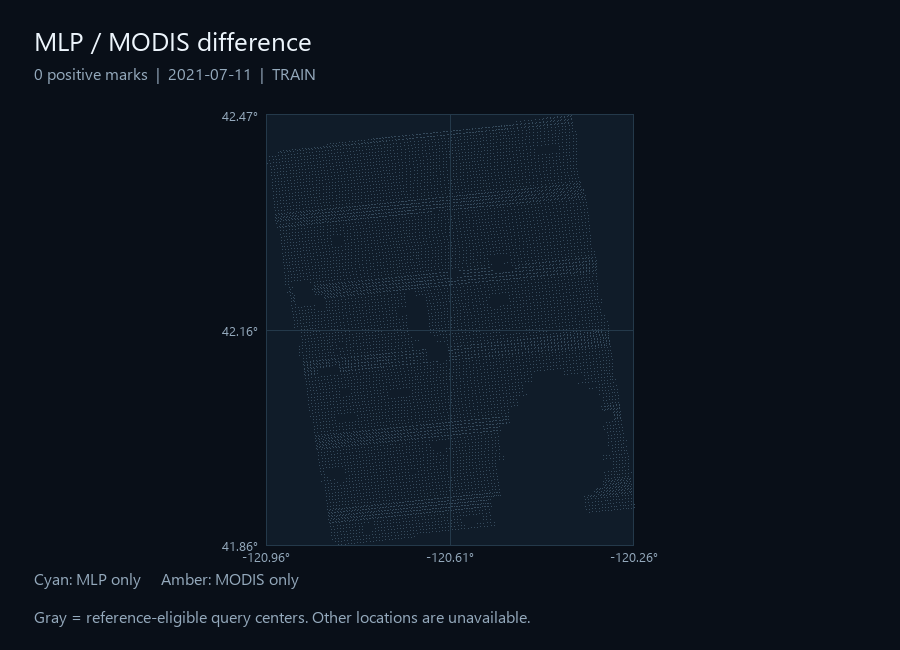 MLP / MODIS difference
0 positive marks | 2021-07-11 | TRAIN
42.47°
42.16°
41.86°
-120.96° -120.61° -120.26°
Cyan: MLP only Amber: MODIS only
Gray = reference-eligible query centers. Other locations are unavailable.